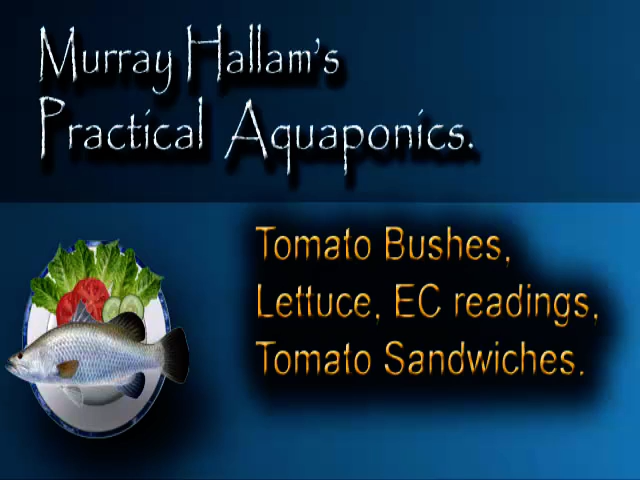 Murray Hallam's
Practical Aquaponics.
Tomato Bushes,
Lettuce, EC readings,
Tomato Sandwiches.